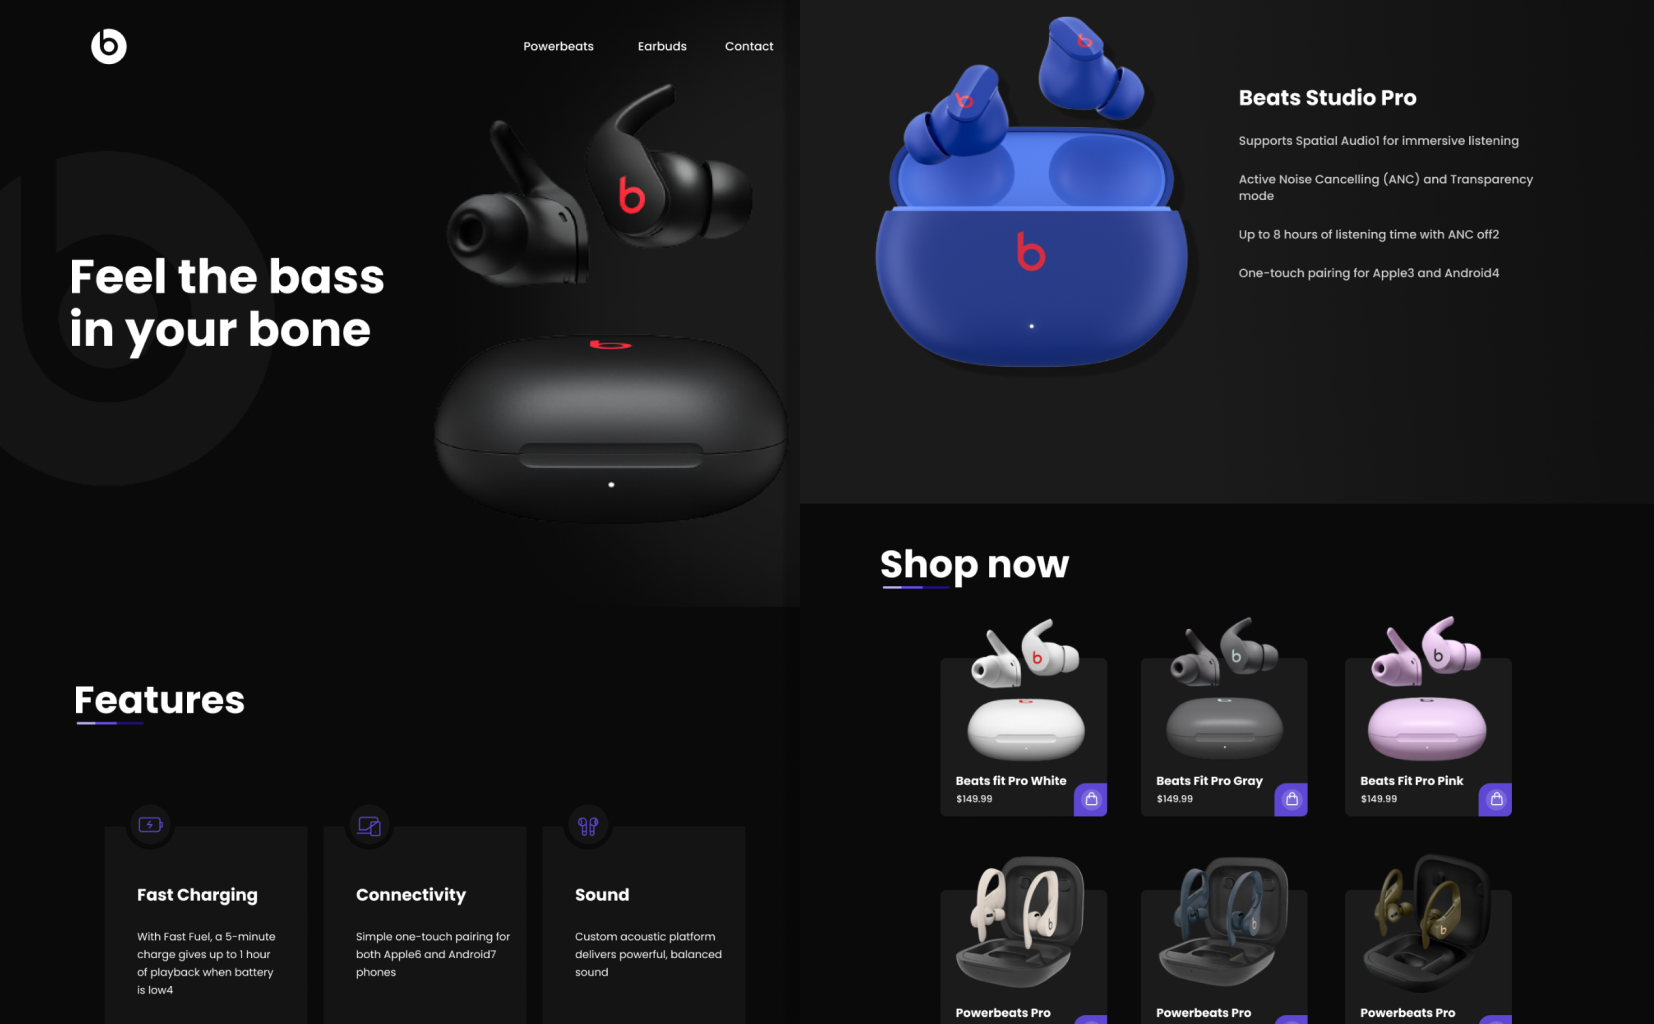 Powerbeats Earbuds Contact
Feel the bass
in your bone
Features
Fast Charging
With Fast Fuel, a 5-minute
charge gives up to 1 hour
of playback when battery
is low4
Connectivity
Simple one-touch pairing for
both Apple6 and Android7
phones
Sound
Custom acoustic platform
delivers powerful, balanced
sound
Beats Studio Pro
Supports Spatial Audio1 for immersive listening
Active Noise Cancelling (ANC) and Transparency
mode
Up to 8 hours of listening time with ANC off2
One-touch pairing for Apple3 and Android4
Shop now
Beats fit Pro White
$149.99
Beats Fit Pro Gray
$149.99
Beats Fit Pro Pink
$149.99
Powerbeats Pro
Powerbeats Pro
Powerbeats Pro